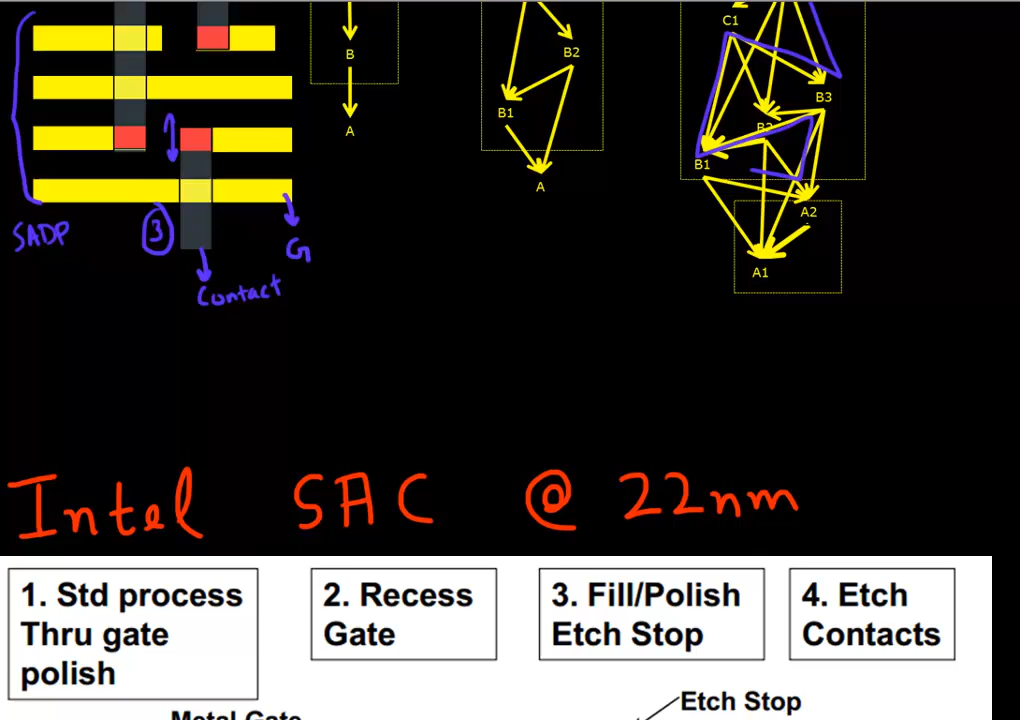 C1
B
B2
B3
B1
A
B2
B1
A
A2
SADP
3
G
Contact
A1
Intel SAC @ 22nm
1. Std process
Thru gate
polish
2. Recess
Gate
3. Fill/Polish
Etch Stop
4. Etch
Contacts
Etch Stop
Metal Gate